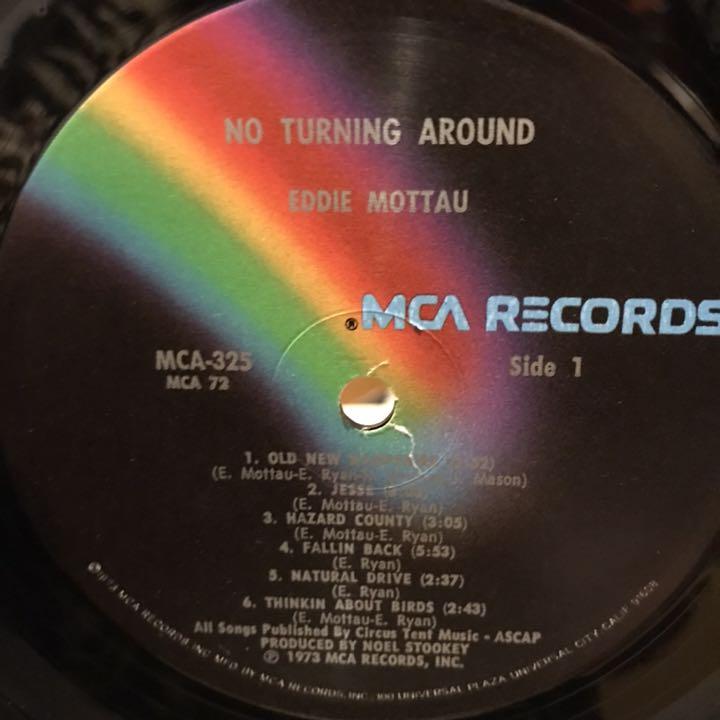 NO TURNING AROUND
EDDIE MOTTAU
® MCA RECORDS
MCA-325
MCA 72
Side 1
1. OLD NEW
(E. Mottau-E. Ryan- J. Mason)
2. JESSE
(E. Mottau-E. Ryan)
3. HAZARD COUNTY (3:05)
(E. Mottau-E. Ryan)
4. FALLIN BACK (5:53)
(E. Ryan)
5. NATURAL DRIVE (2:37)
(E. Ryan)
6. THINKIN ABOUT BIRDS (2:43)
(E. Mottau-E. Ryan)
All Songs Published By Circus Tent Music - ASCAP
PRODUCED BY NOEL STOOKEY
℗ 1973 MCA RECORDS, INC.
©1973 MCA RECORDS, INC. MFD BY MCA RECORDS, INC., 100 UNIVERSAL PLAZA, UNIVERSAL CITY, CALIF.